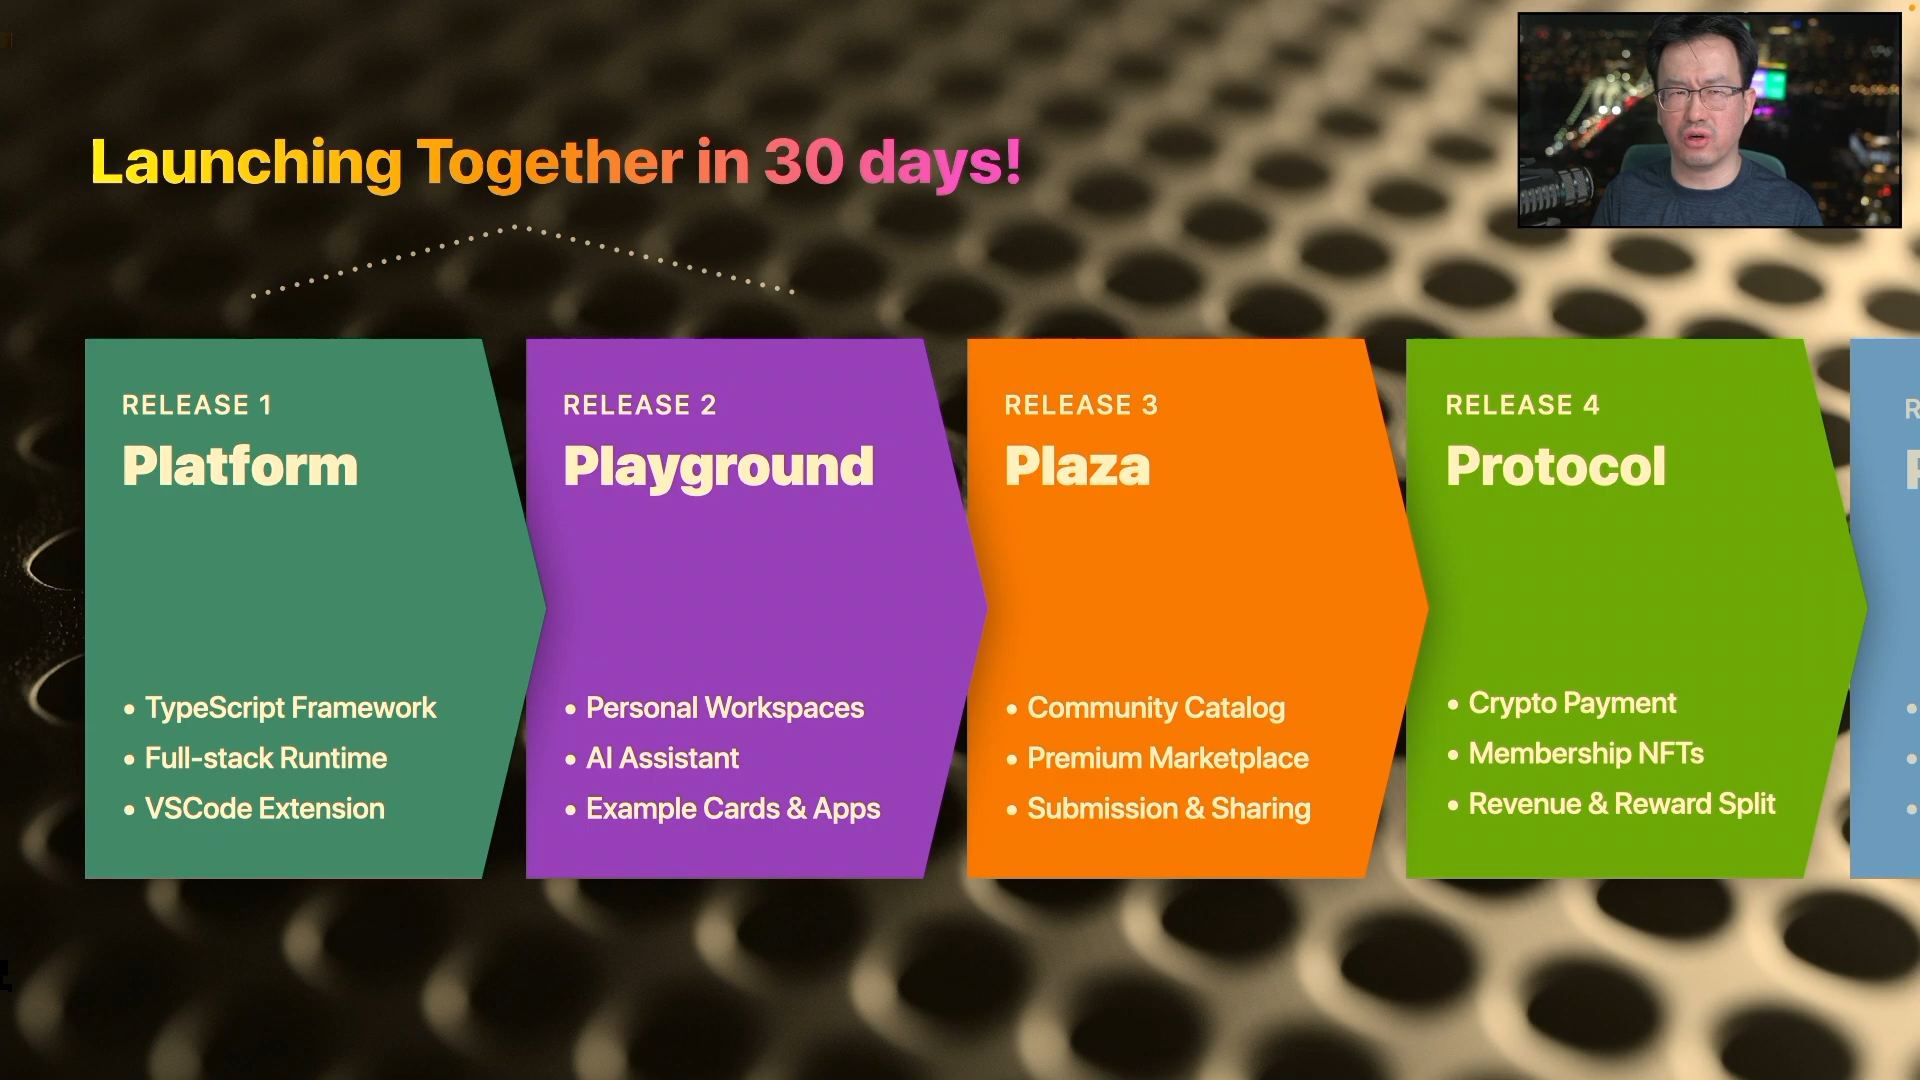 Launching Together in 30 days!
RELEASE 1
Platform
• TypeScript Framework
• Full-stack Runtime
• VSCode Extension
RELEASE 2
Playground
• Personal Workspaces
• AI Assistant
• Example Cards & Apps
RELEASE 3
Plaza
• Community Catalog
• Premium Marketplace
• Submission & Sharing
RELEASE 4
Protocol
• Crypto Payment
• Membership NFTs
• Revenue & Reward Split